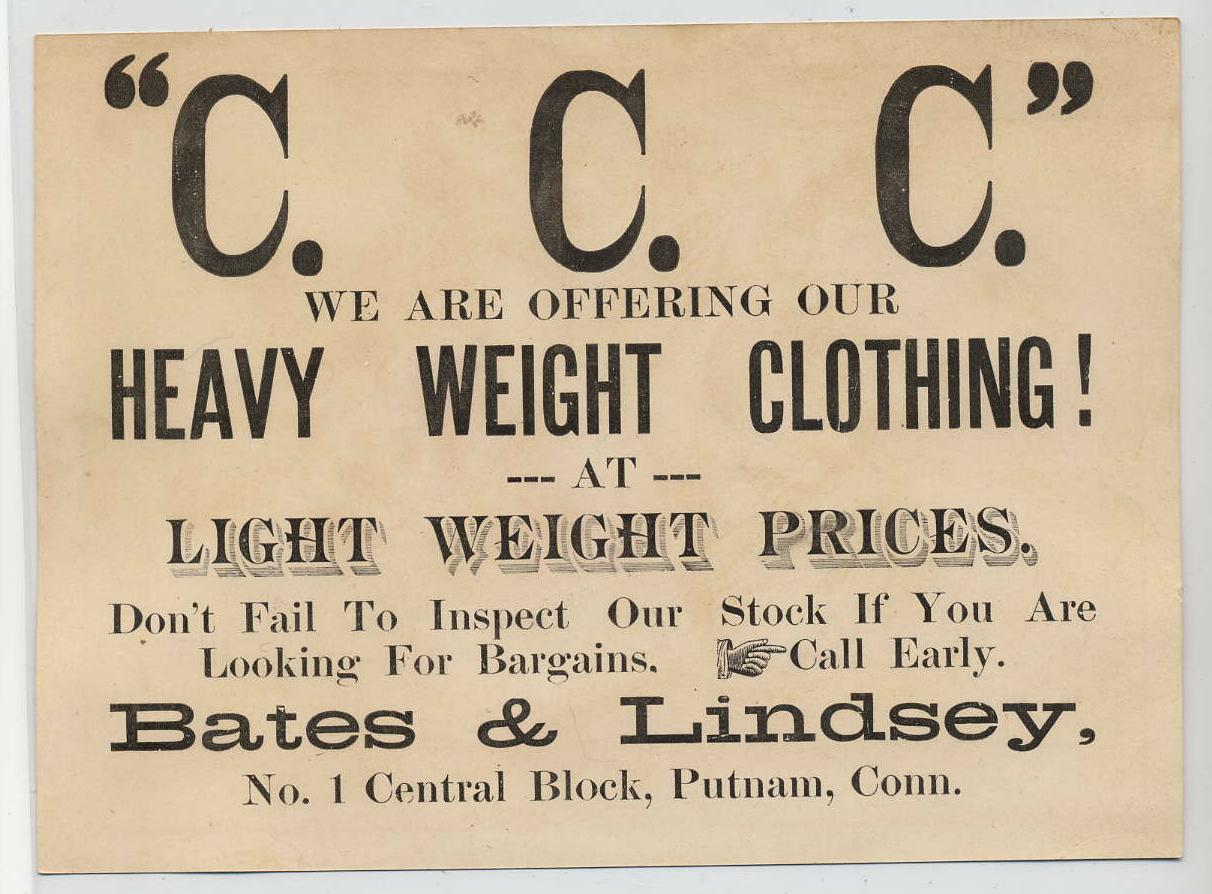 “C. C. C.”
WE ARE OFFERING OUR
HEAVY WEIGHT CLOTHING!
--- AT ---
LIGHT WEIGHT PRICES.
Don't Fail To Inspect Our Stock If You Are
Looking For Bargains. Call Early.
Bates & Lindsey,
No. 1 Central Block, Putnam, Conn.